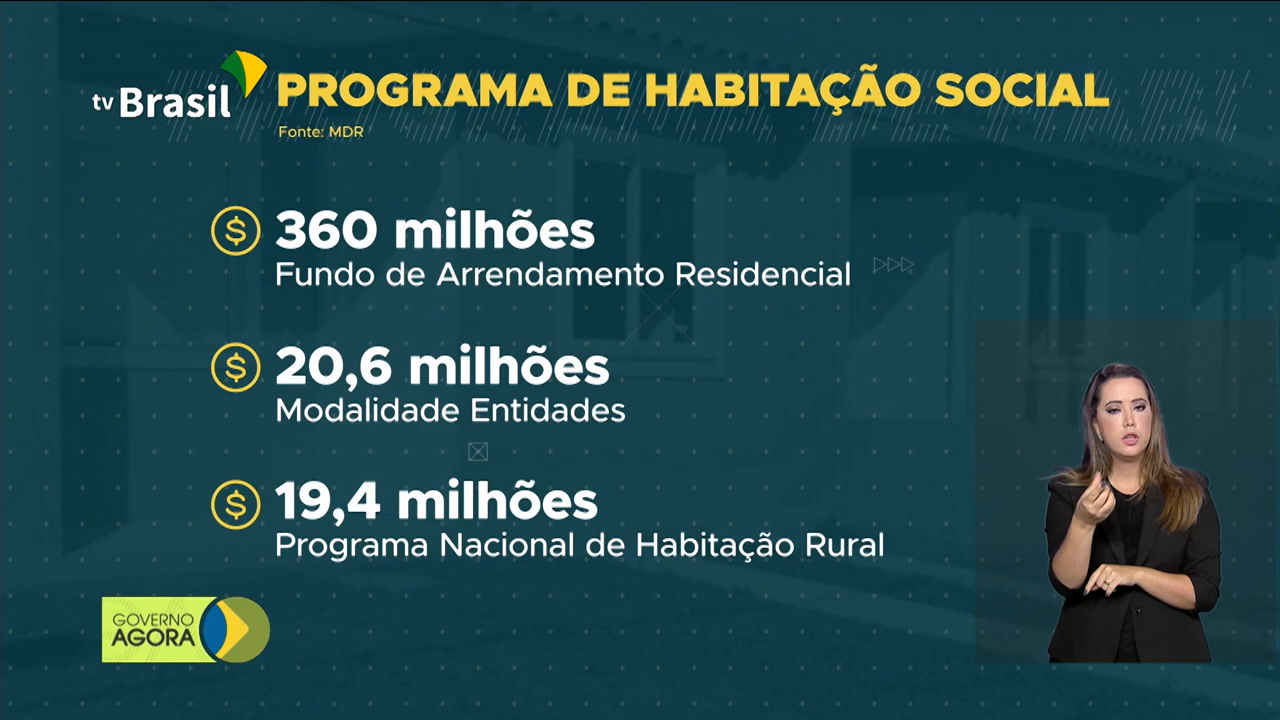 tv Brasil
PROGRAMA DE HABITAÇÃO SOCIAL
Fonte: MDR
$ 360 milhões
Fundo de Arrendamento Residencial
$ 20,6 milhões
Modalidade Entidades
$ 19,4 milhões
Programa Nacional de Habitação Rural
GOVERNO
AGORA